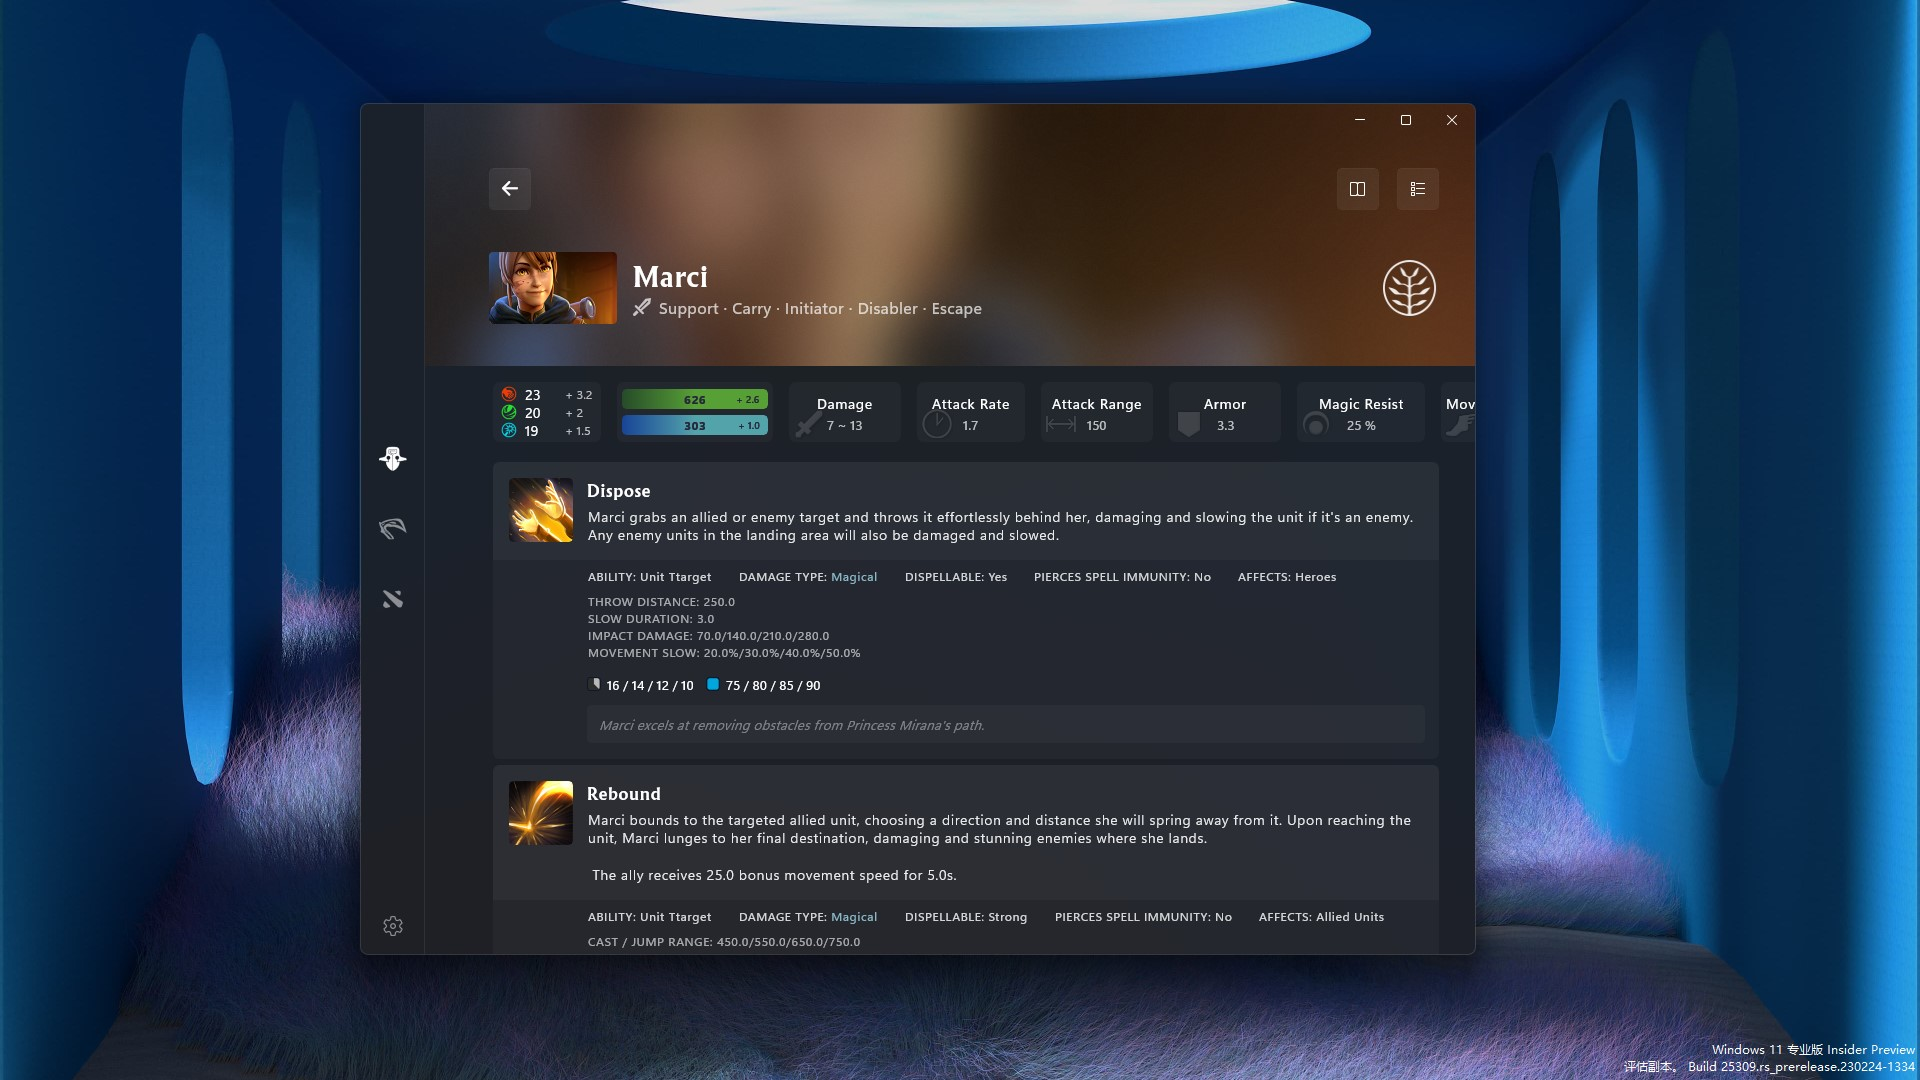 Marci
Support · Carry · Initiator · Disabler · Escape
23 + 3.2
20 + 2
19 + 1.5
626 + 2.6
303 + 1.0
Damage
7 ~ 13
Attack Rate
1.7
Attack Range
150
Armor
3.3
Magic Resist
25 %
Mov
Dispose
Marci grabs an allied or enemy target and throws it effortlessly behind her, damaging and slowing the unit if it's an enemy.
Any enemy units in the landing area will also be damaged and slowed.
ABILITY: Unit Ttarget DAMAGE TYPE: Magical DISPELLABLE: Yes PIERCES SPELL IMMUNITY: No AFFECTS: Heroes
THROW DISTANCE: 250.0
SLOW DURATION: 3.0
IMPACT DAMAGE: 70.0/140.0/210.0/280.0
MOVEMENT SLOW: 20.0%/30.0%/40.0%/50.0%
16 / 14 / 12 / 10 75 / 80 / 85 / 90
Marci excels at removing obstacles from Princess Mirana's path.
Rebound
Marci bounds to the targeted allied unit, choosing a direction and distance she will spring away from it. Upon reaching the
unit, Marci lunges to her final destination, damaging and stunning enemies where she lands.
The ally receives 25.0 bonus movement speed for 5.0s.
ABILITY: Unit Ttarget DAMAGE TYPE: Magical DISPELLABLE: Strong PIERCES SPELL IMMUNITY: No AFFECTS: Allied Units
CAST / JUMP RANGE: 450.0/550.0/650.0/750.0
Windows 11 专业版 Insider Preview
评估副本。 Build 25309.rs_prerelease.230224-1334